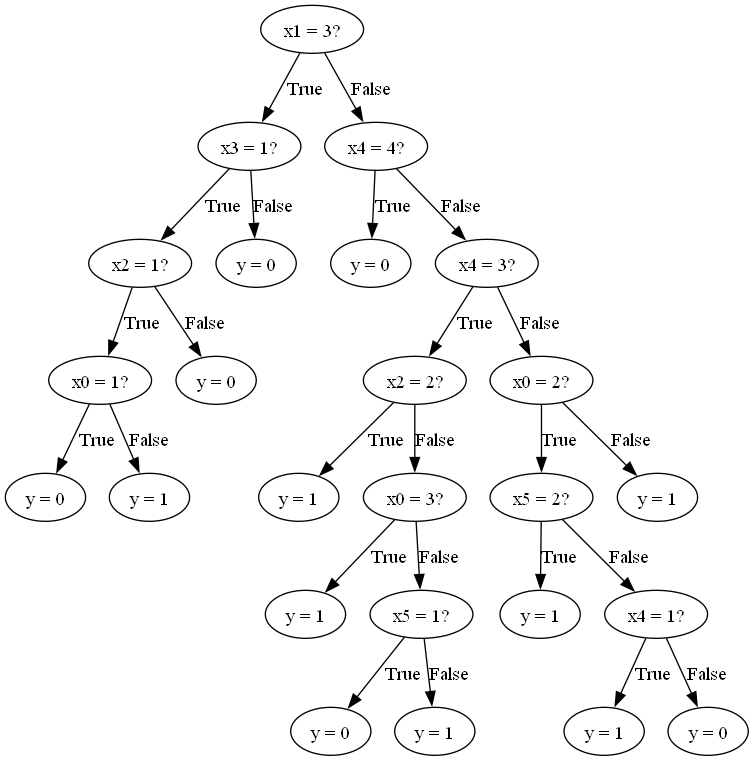 x1 = 3?
True
False
x3 = 1?
x4 = 4?
True
False
True
False
x2 = 1?
y = 0
y = 0
x4 = 3?
True
False
True
False
x0 = 1?
y = 0
x2 = 2?
x0 = 2?
True
False
True
False
True
False
y = 0
y = 1
y = 1
x0 = 3?
x5 = 2?
y = 1
True
False
True
False
y = 1
x5 = 1?
y = 1
x4 = 1?
True
False
True
False
y = 0
y = 1
y = 1
y = 0